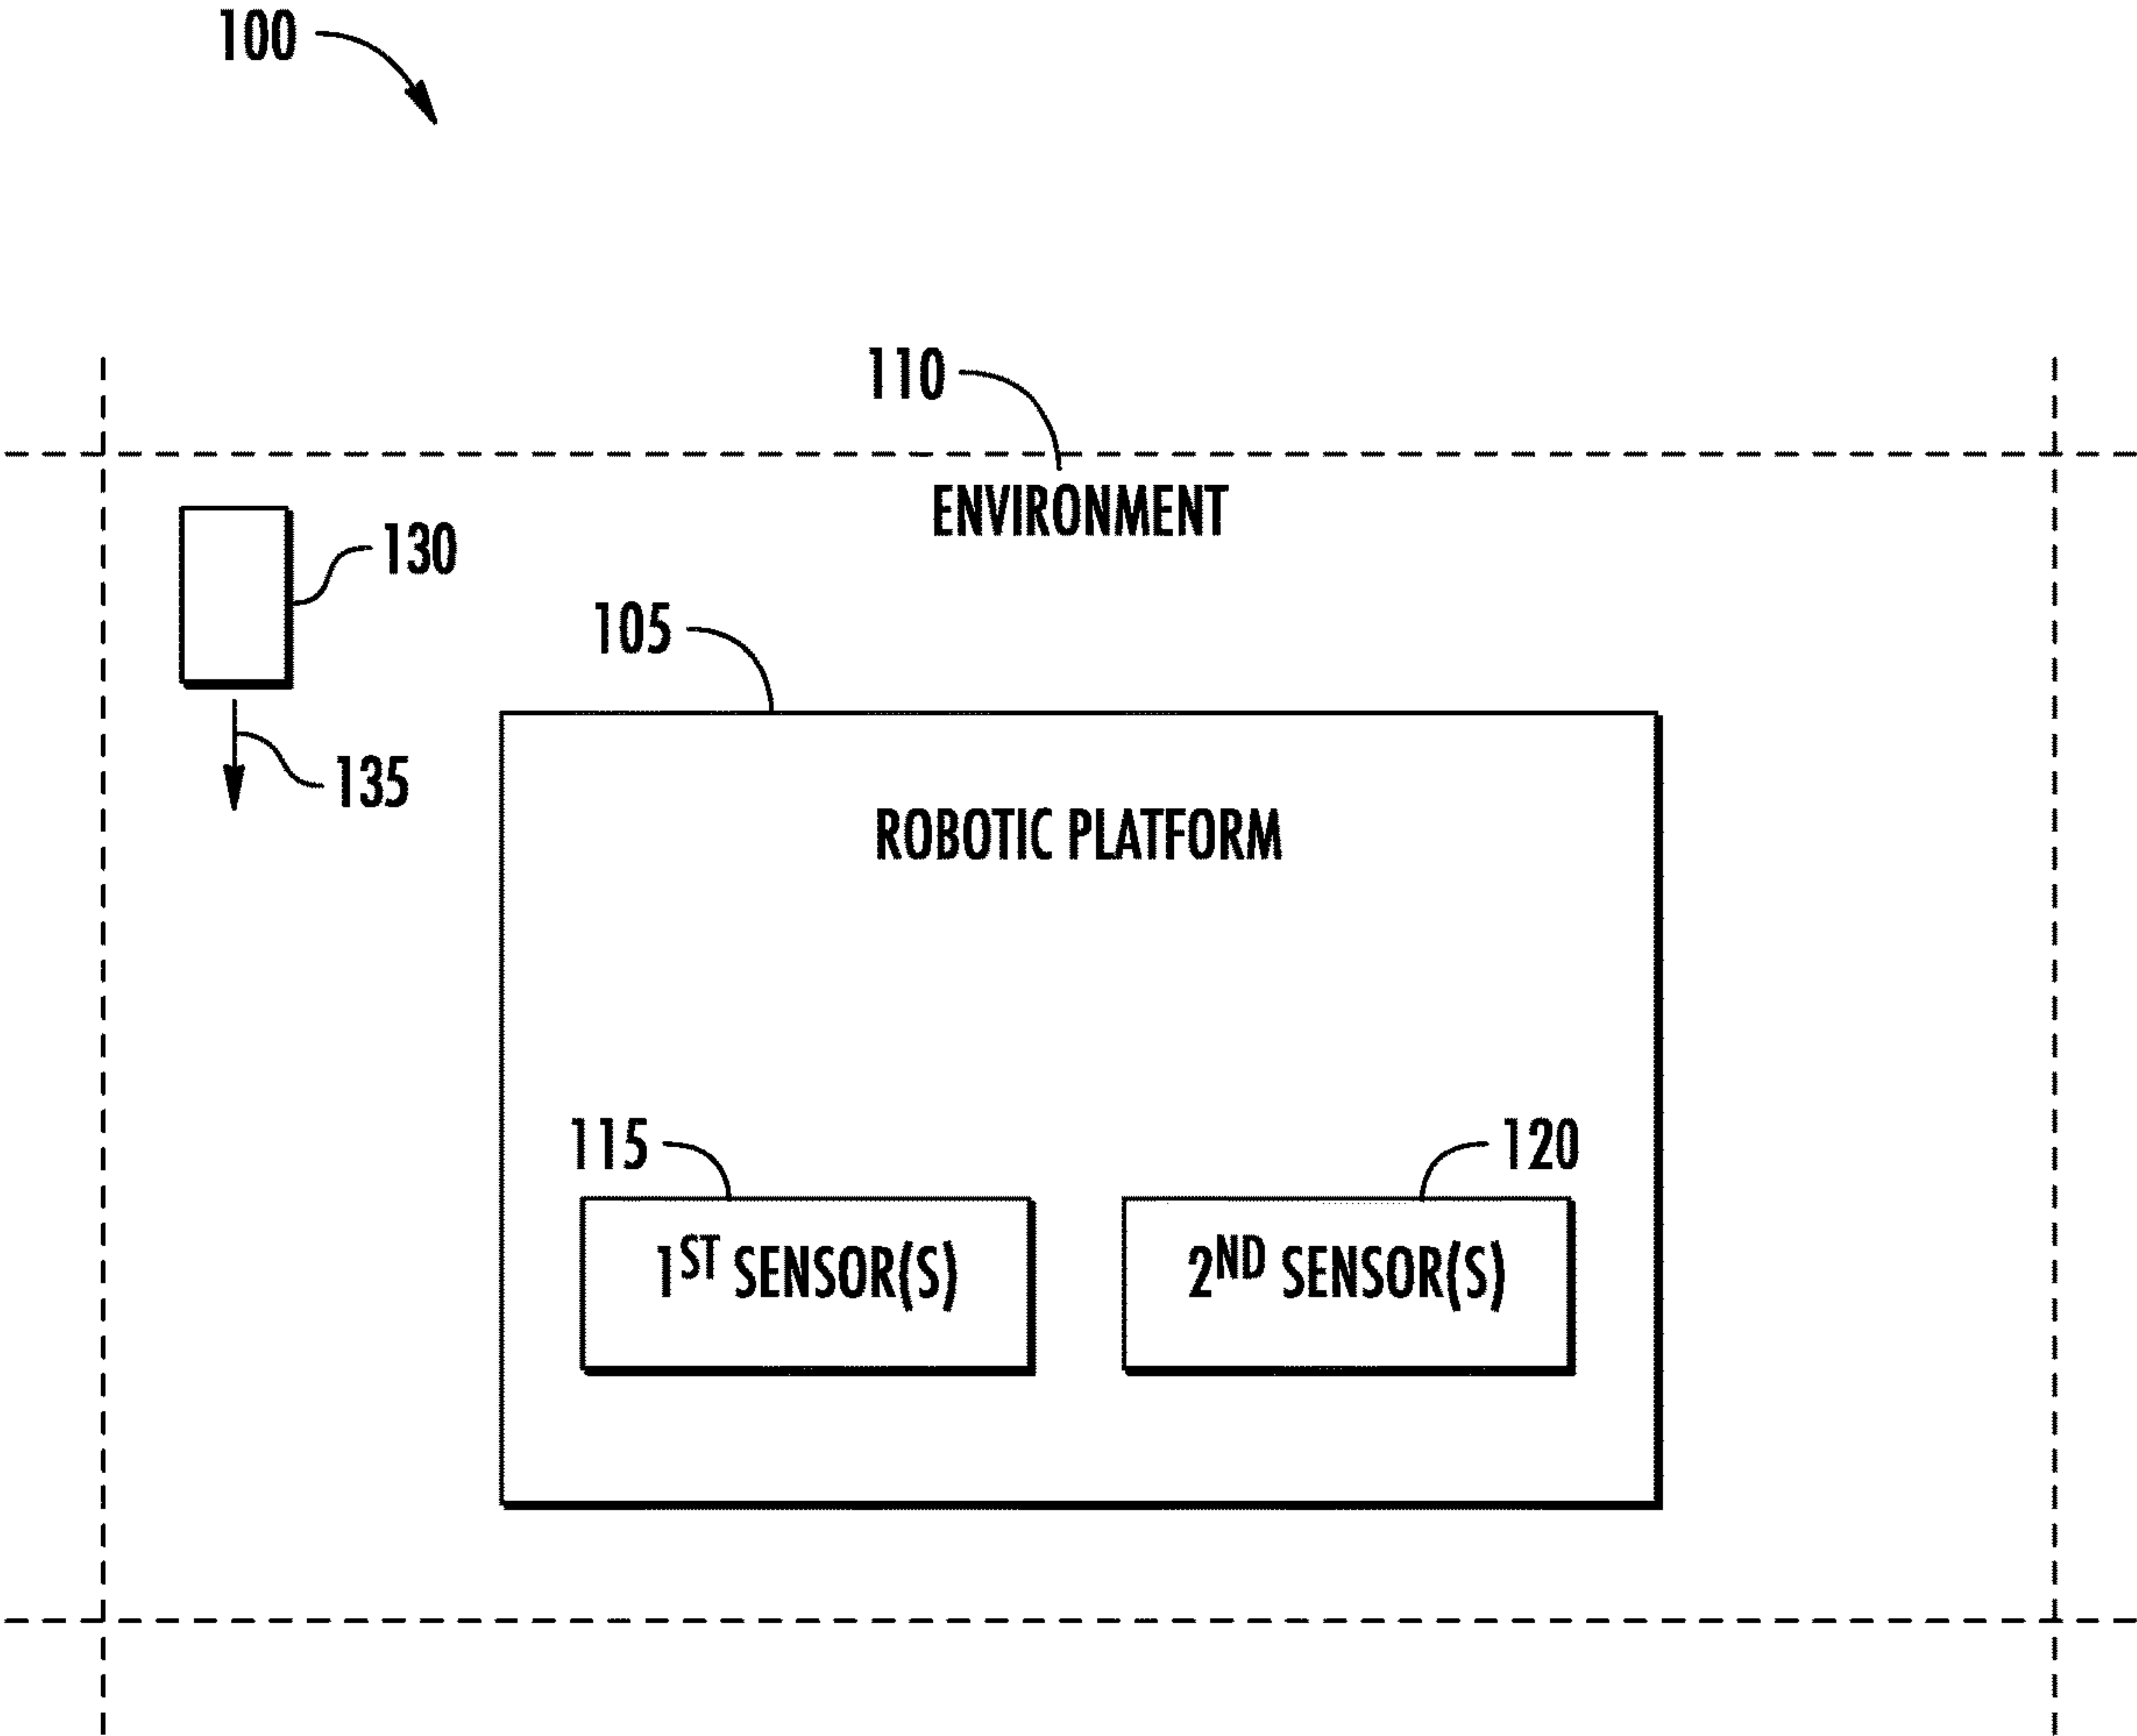 100
110
ENVIRONMENT
130
105
135
ROBOTIC PLATFORM
115
120
1ST SENSOR(S)
2ND SENSOR(S)